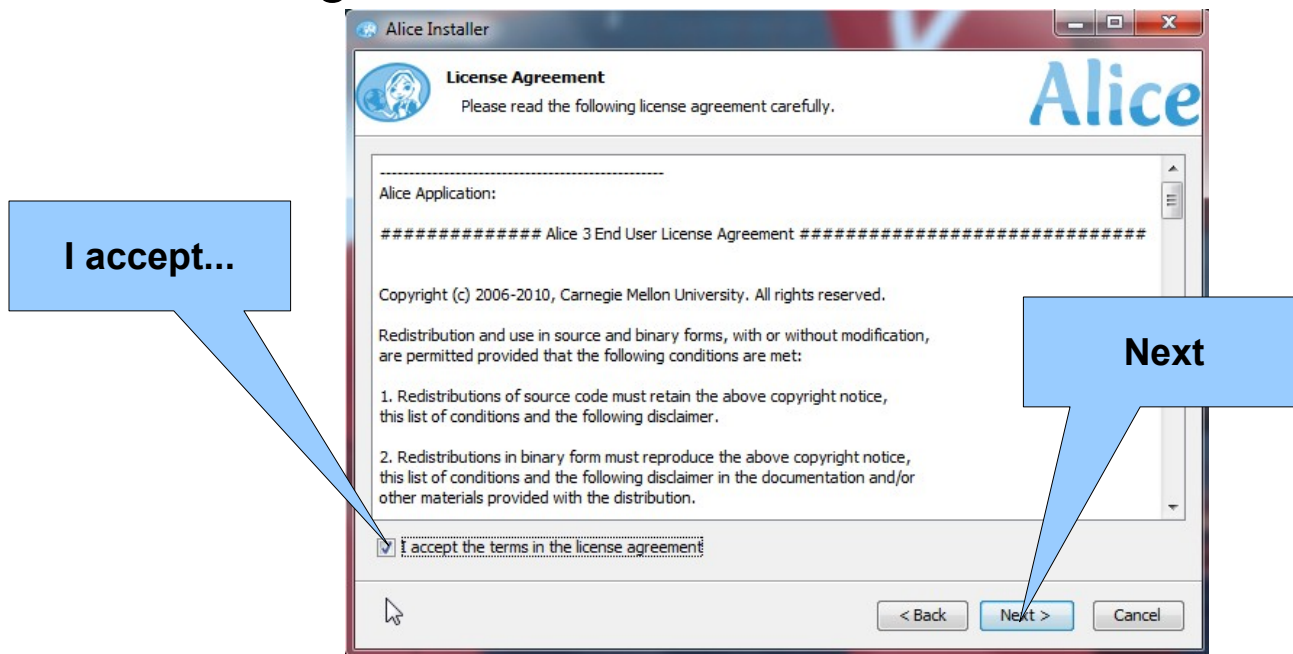 Alice Installer
License Agreement
Please read the following license agreement carefully.
Alice
-------------------------------------------------
Alice Application:
############## Alice 3 End User License Agreement ##############################
Copyright (c) 2006-2010, Carnegie Mellon University. All rights reserved.
Redistribution and use in source and binary forms, with or without modification,
are permitted provided that the following conditions are met:
1. Redistributions of source code must retain the above copyright notice,
this list of conditions and the following disclaimer.
2. Redistributions in binary form must reproduce the above copyright notice,
this list of conditions and the following disclaimer in the documentation and/or
other materials provided with the distribution.
I accept...
Next
I accept the terms in the license agreement
< Back
Next >
Cancel